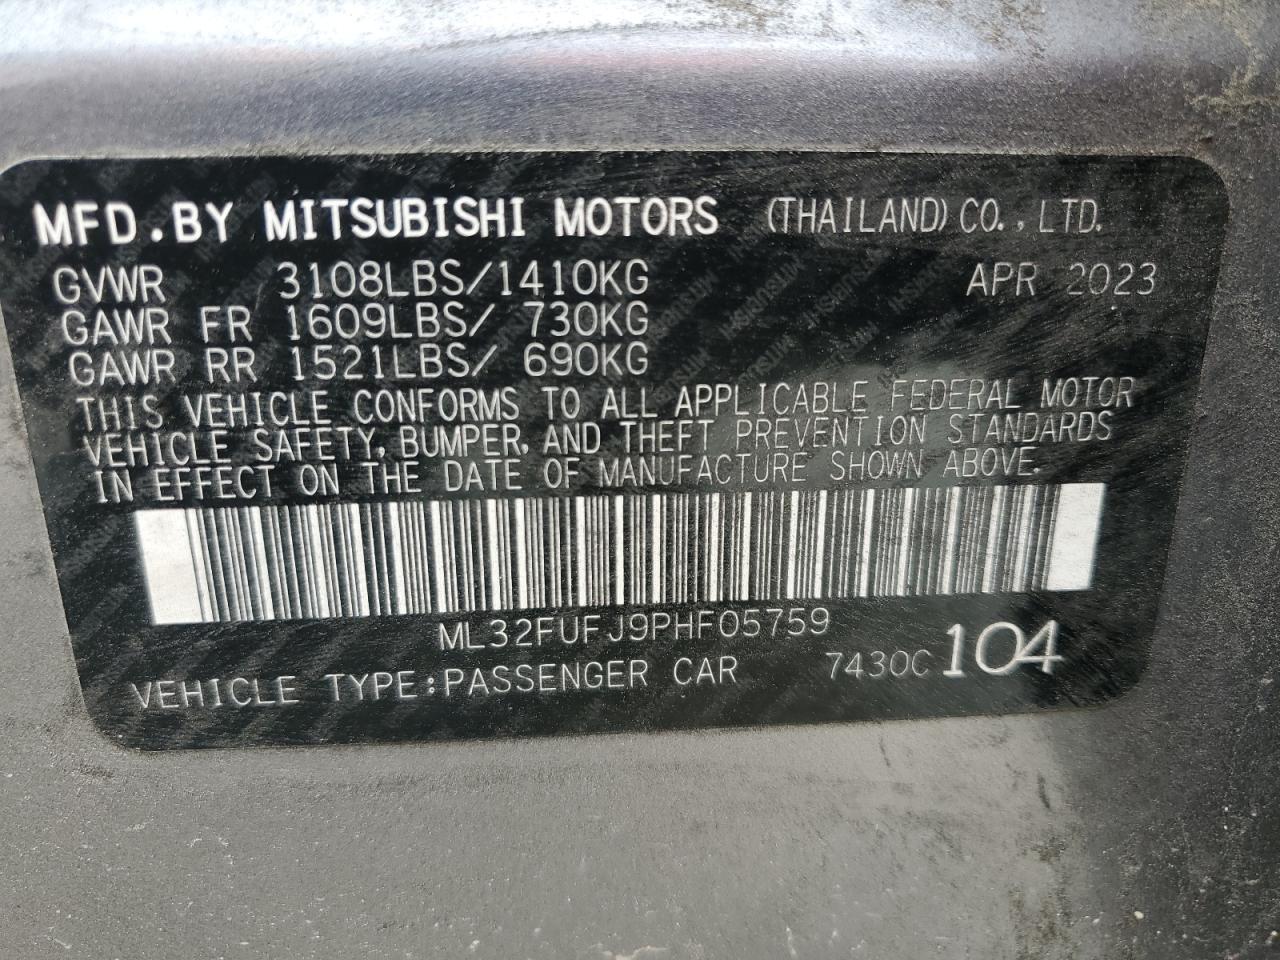 MFD.BY MITSUBISHI MOTORS (THAILAND)CO.,LTD.
GVWR 3108LBS/1410KG APR 2023
GAWR FR 1609LBS/ 730KG
GAWR RR 1521LBS/ 690KG
THIS VEHICLE CONFORMS TO ALL APPLICABLE FEDERAL MOTOR
VEHICLE SAFETY, BUMPER, AND THEFT PREVENTION STANDARDS
IN EFFECT ON THE DATE OF MANUFACTURE SHOWN ABOVE.
ML32FUFJ9PHF05759
VEHICLE TYPE:PASSENGER CAR 7430C 104